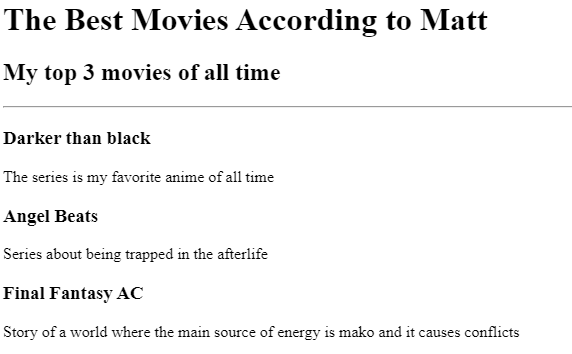 The Best Movies According to Matt
My top 3 movies of all time
Darker than black
The series is my favorite anime of all time
Angel Beats
Series about being trapped in the afterlife
Final Fantasy AC
Story of a world where the main source of energy is mako and it causes conflicts